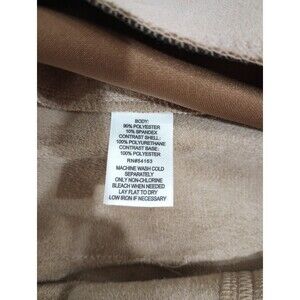 BODY:
90% POLYESTER
10% SPANDEX
CONTRAST SHELL:
100% POLYURETHANE
CONTRAST BASE:
100% POLYESTER
RN#54163
MACHINE WASH COLD
SEPARATELY
ONLY NON-CHLORINE
BLEACH WHEN NEEDED
LAY FLAT TO DRY
LOW IRON IF NECESSARY